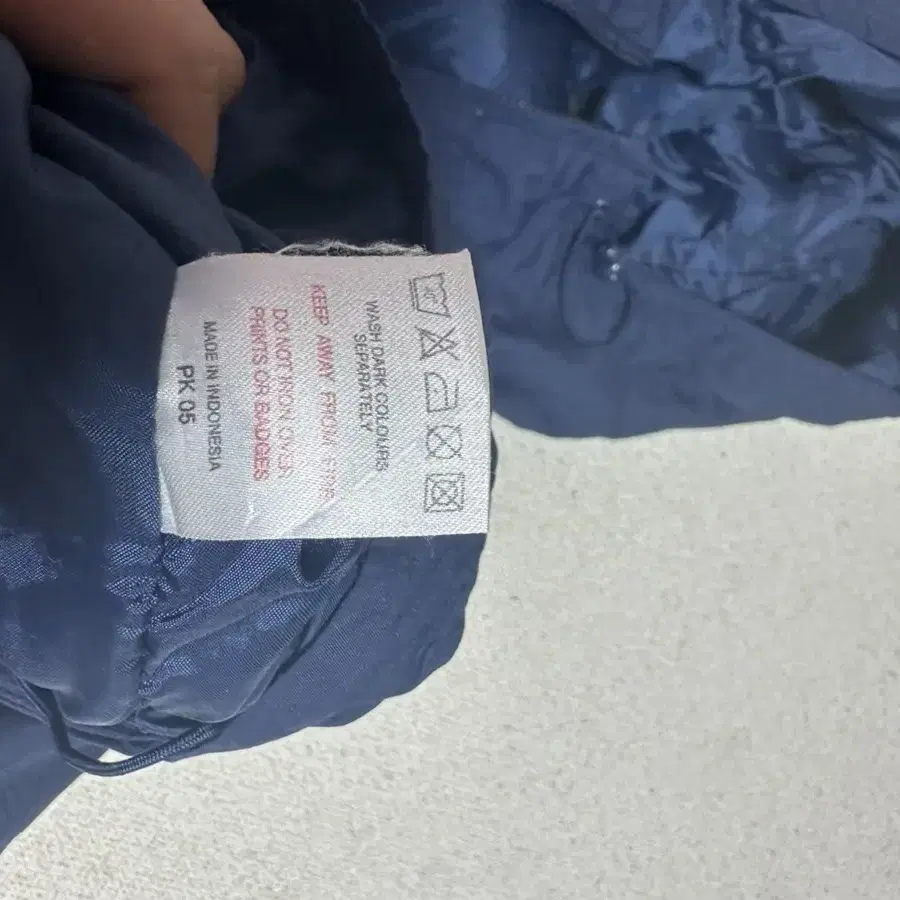 WASH DARK COLOURS
SEPARATELY
KEEP AWAY FROM FIRE
DO NOT IRON OVER
PRINTS OR BADGES
MADE IN INDONESIA
PK 05